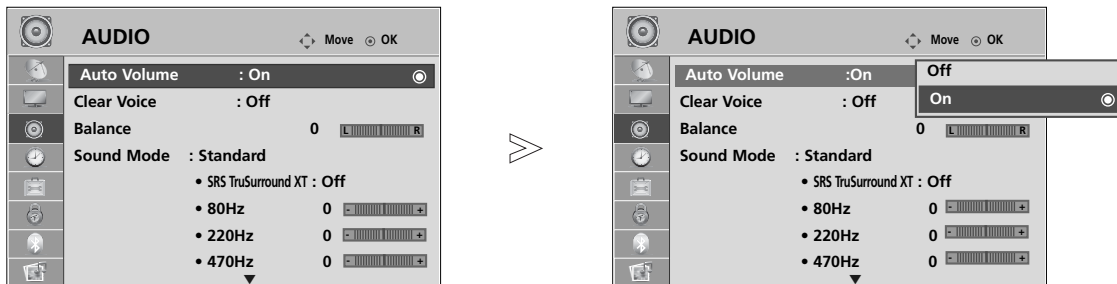 AUDIO
Move OK
Auto Volume : On
Clear Voice : Off
Balance 0 L R
Sound Mode : Standard
• SRS TruSurround XT : Off
• 80Hz 0 - +
• 220Hz 0 - +
• 470Hz 0 - +
AUDIO
Move OK
Auto Volume :On
Off
On
Clear Voice : Off
Balance 0 L R
Sound Mode : Standard
• SRS TruSurround XT : Off
• 80Hz 0 - +
• 220Hz 0 - +
• 470Hz 0 - +